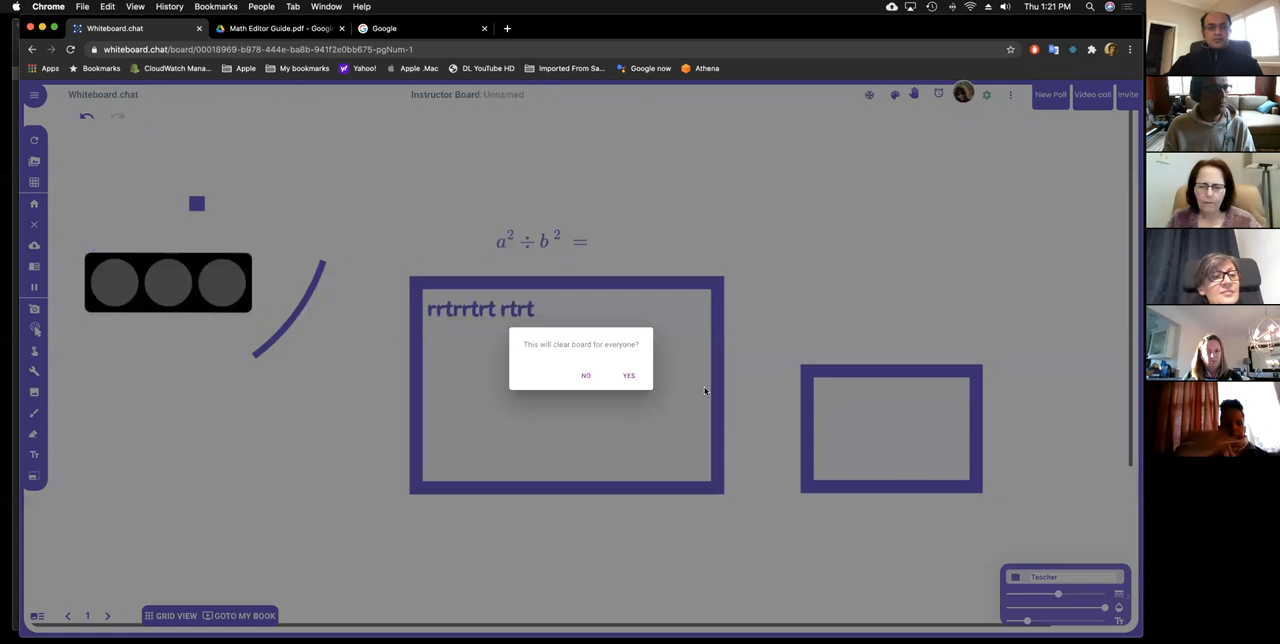 Chrome File Edit View History Bookmarks People Tab Window Help Thu 1:21 PM
Whiteboard.chat Math Editor Guide.pdf - Googl Google
whiteboard.chat/board/00018969-b978-444e-ba8b-941f2e0bb675-pgNum-1
Apps Bookmarks CloudWatch Mana... Apple My bookmarks Yahoo! Apple .Mac DL YouTube HD Imported From Sa... Google now Athena
Whiteboard.chat Instructor Board: Unnamed New Poll Video call Invite
a² ÷ b² =
rrtrrtrt rtrt
This will clear board for everyone?
NO YES
Teacher
Tт
Tт
1 GRID VIEW GOTO MY BOOK